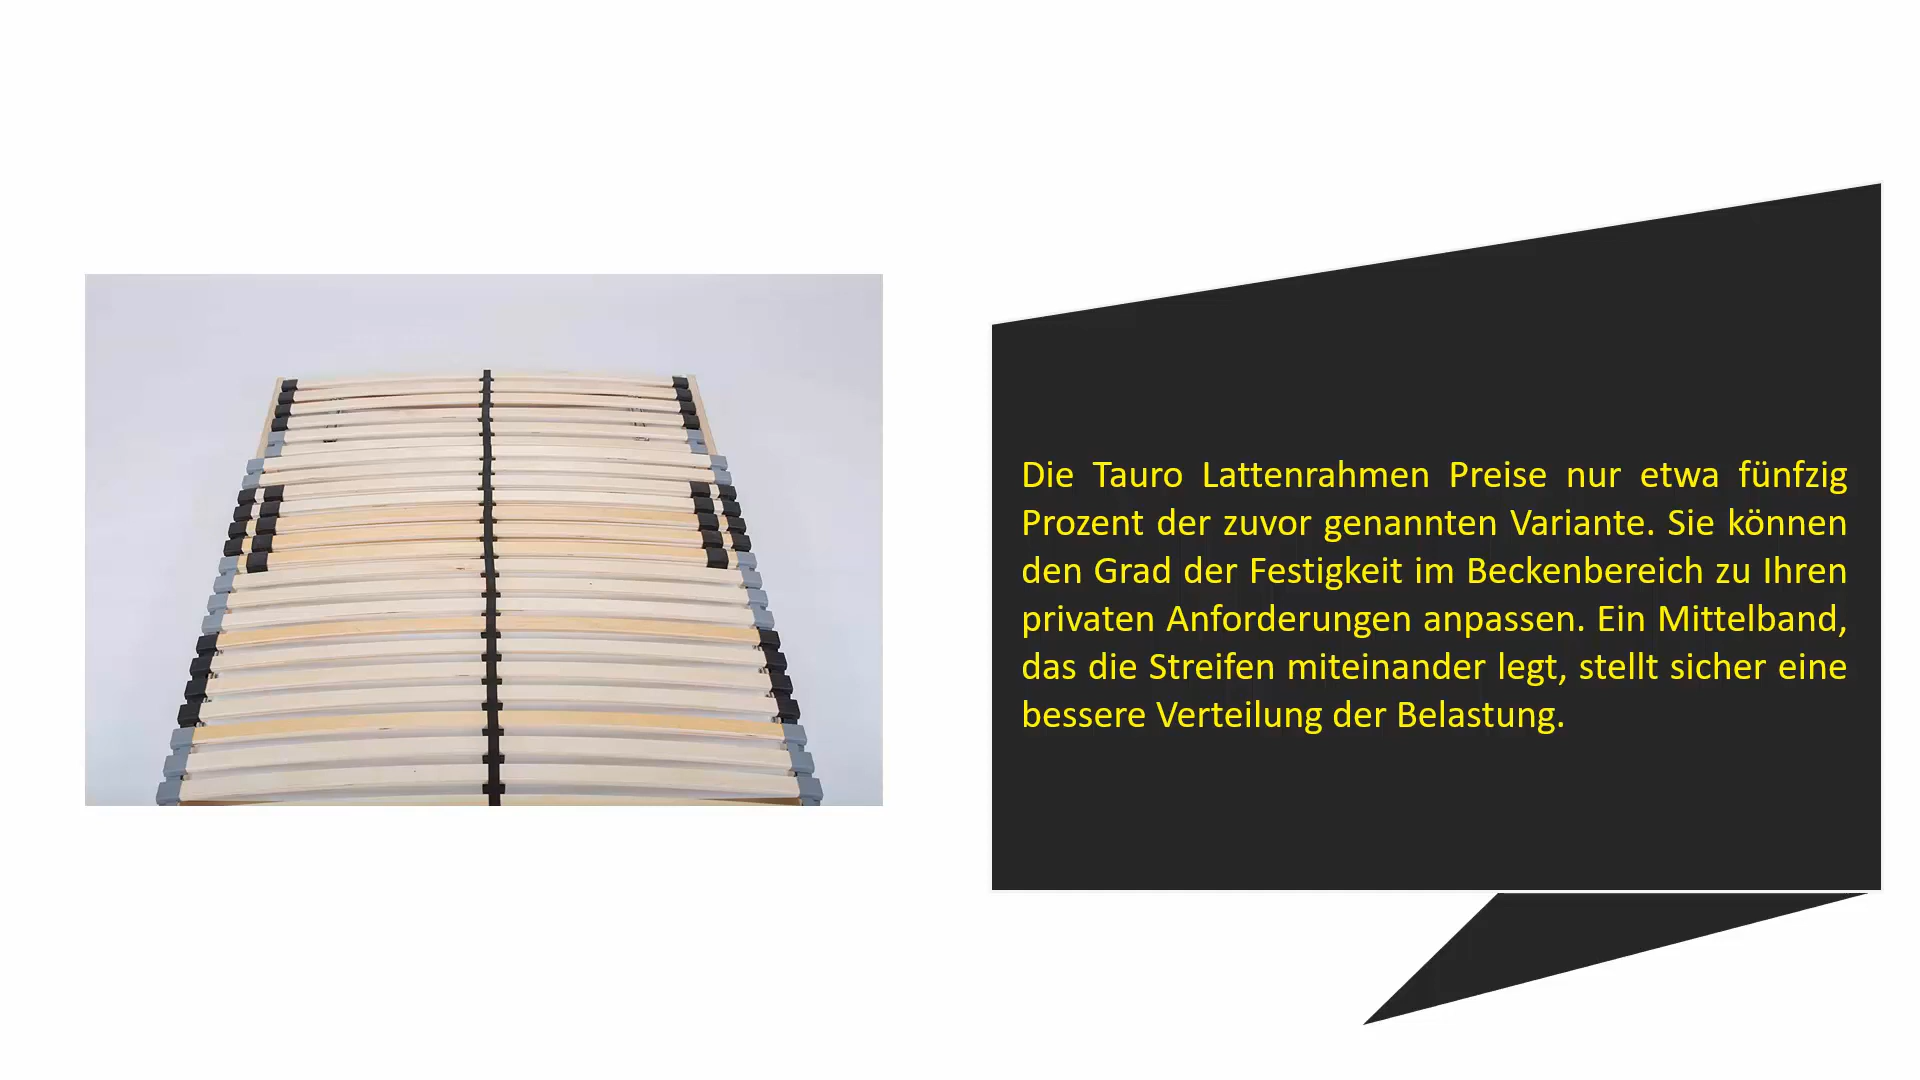 Die Tauro Lattenrahmen Preise nur etwa fünfzig
Prozent der zuvor genannten Variante. Sie können
den Grad der Festigkeit im Beckenbereich zu Ihren
privaten Anforderungen anpassen. Ein Mittelband,
das die Streifen miteinander legt, stellt sicher eine
bessere Verteilung der Belastung.